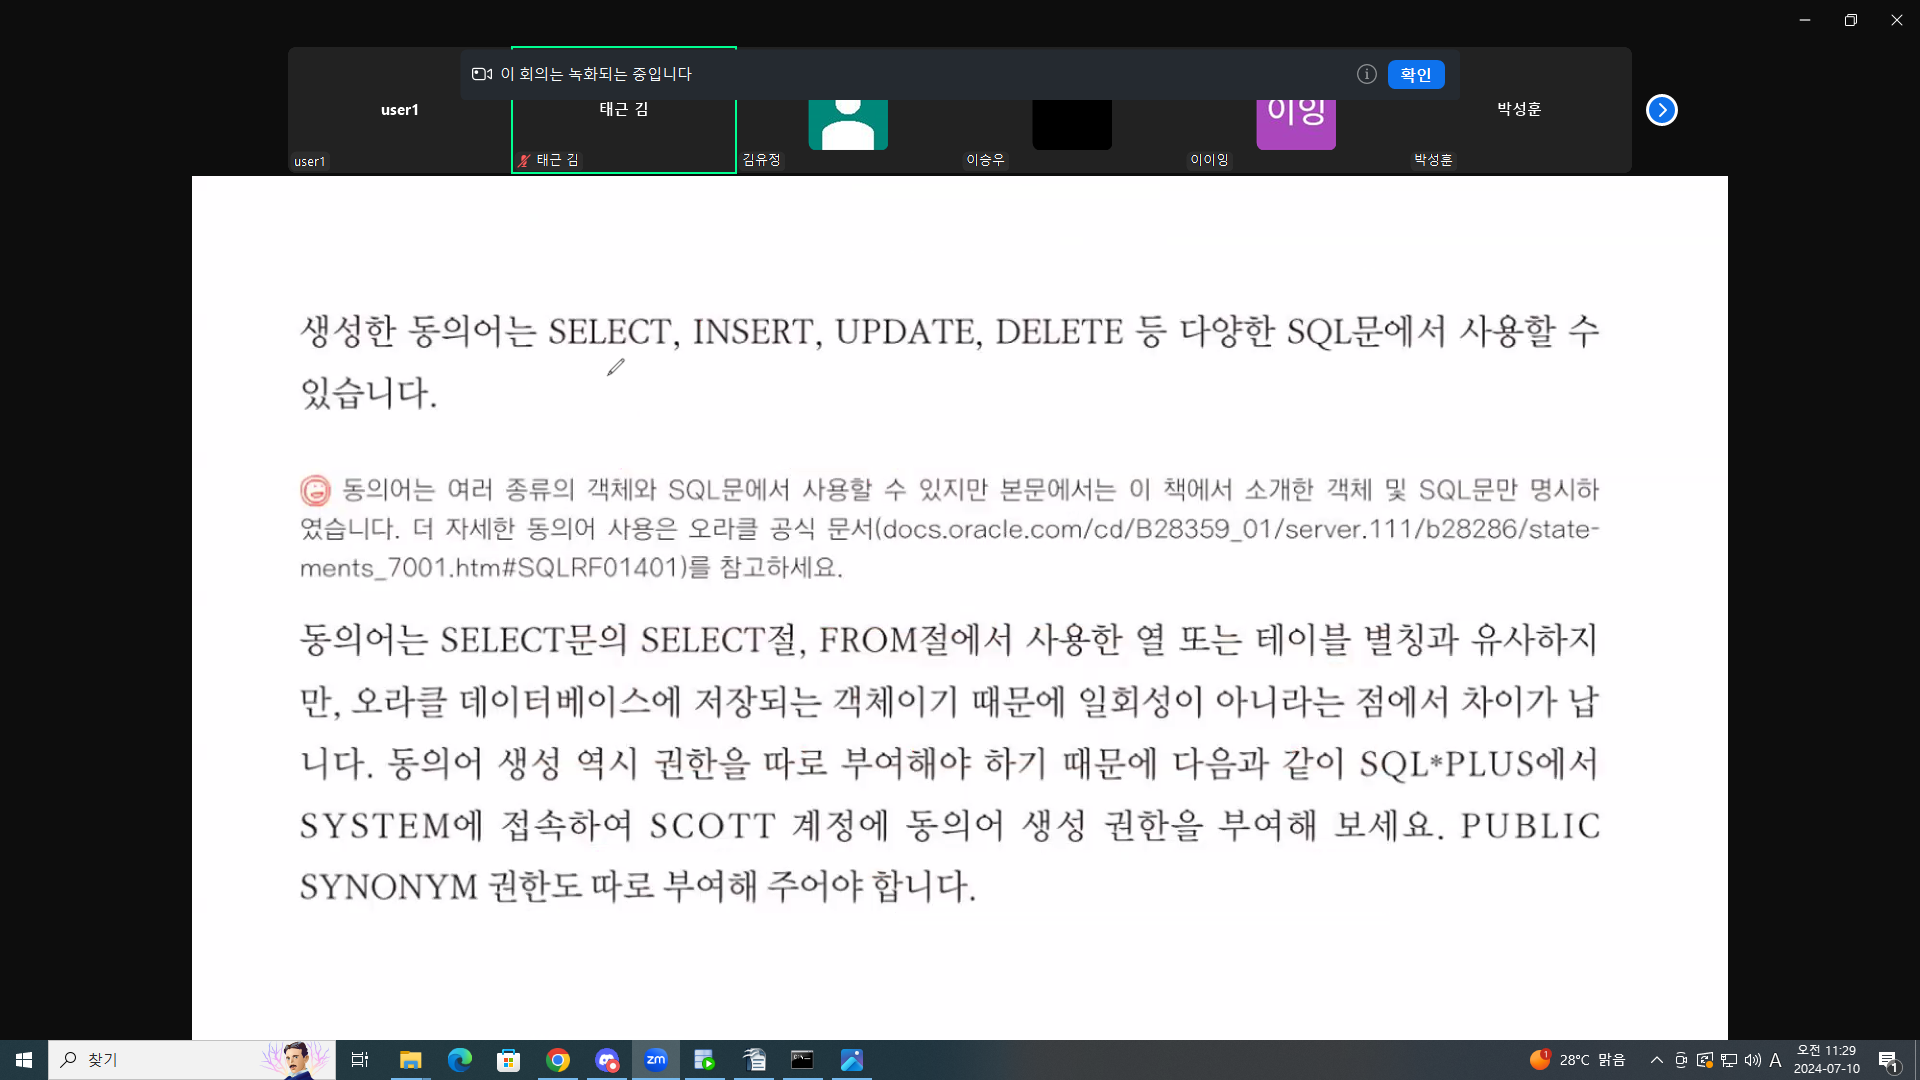 이 회의는 녹화되는 중입니다
확인
user1
태근 김
이잉
박성훈
user1
태근 김
김유정
이승우
이이잉
박성훈
생성한 동의어는 SELECT, INSERT, UPDATE, DELETE 등 다양한 SQL문에서 사용할 수
있습니다.
동의어는 여러 종류의 객체와 SQL문에서 사용할 수 있지만 본문에서는 이 책에서 소개한 객체 및 SQL문만 명시하
였습니다. 더 자세한 동의어 사용은 오라클 공식 문서(docs.oracle.com/cd/B28359_01/server.111/b28286/state-
ments_7001.htm#SQLRF01401)를 참고하세요.
동의어는 SELECT문의 SELECT절, FROM절에서 사용한 열 또는 테이블 별칭과 유사하지
만, 오라클 데이터베이스에 저장되는 객체이기 때문에 일회성이 아니라는 점에서 차이가 납
니다. 동의어 생성 역시 권한을 따로 부여해야 하기 때문에 다음과 같이 SQL*PLUS에서
SYSTEM에 접속하여 SCOTT 계정에 동의어 생성 권한을 부여해 보세요. PUBLIC
SYNONYM 권한도 따로 부여해 주어야 합니다.
찾기
zm
1
28°C 맑음
A
오전 11:29
2024-07-10
1